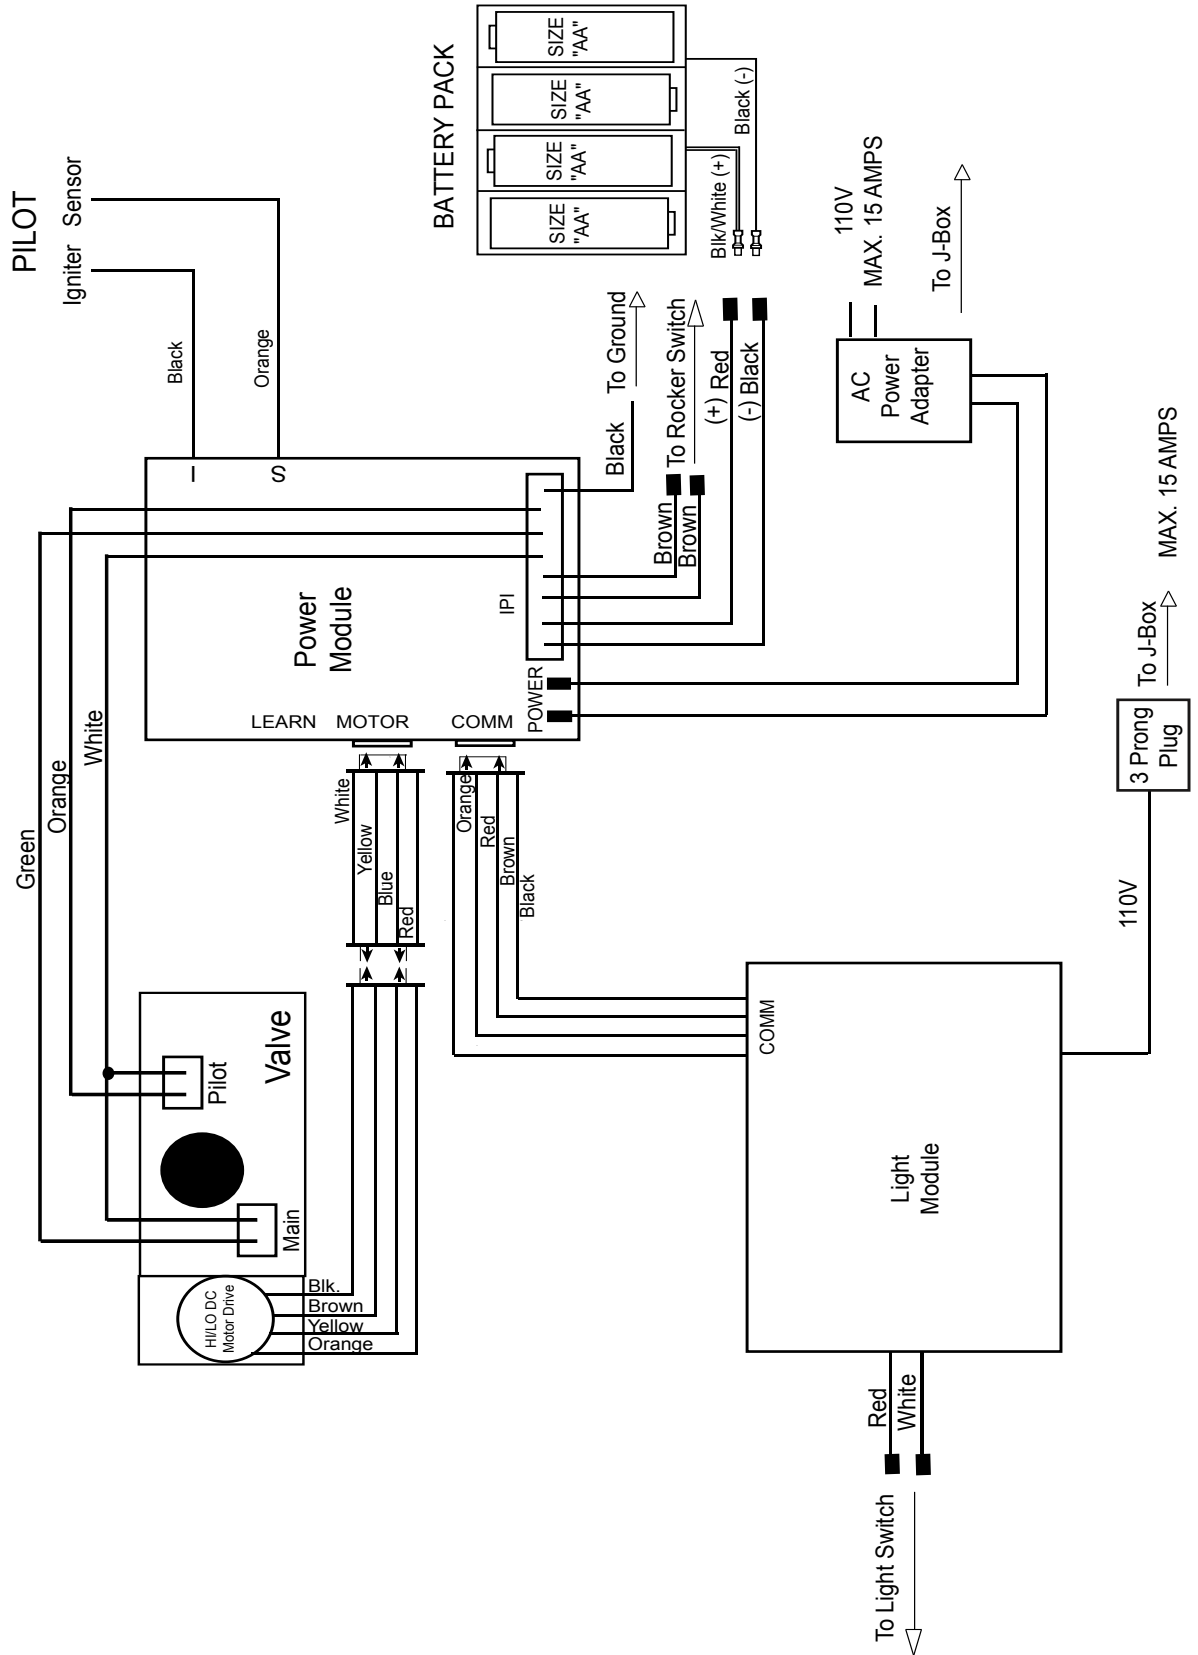 PILOT
Igniter
Sensor
Black
Orange
BATTERY PACK
SIZE
"AA"
SIZE
"AA"
SIZE
"AA"
SIZE
"AA"
Blk/White (+)
Black (-)
110V
MAX. 15 AMPS
To J-Box
AC
Power
Adapter
To Ground
Black
To Rocker Switch
Brown
Brown
(+) Red
(-) Black
I
S
Power
Module
IPI
LEARN
MOTOR
COMM
POWER
Green
Orange
White
White
Yellow
Blue
Red
Orange
Red
Brown
Black
Valve
Pilot
Main
HI/LO DC
Motor Drive
Blk.
Brown
Yellow
Orange
COMM
Light
Module
110V
3 Prong
Plug
To J-Box
MAX. 15 AMPS
Red
White
To Light Switch